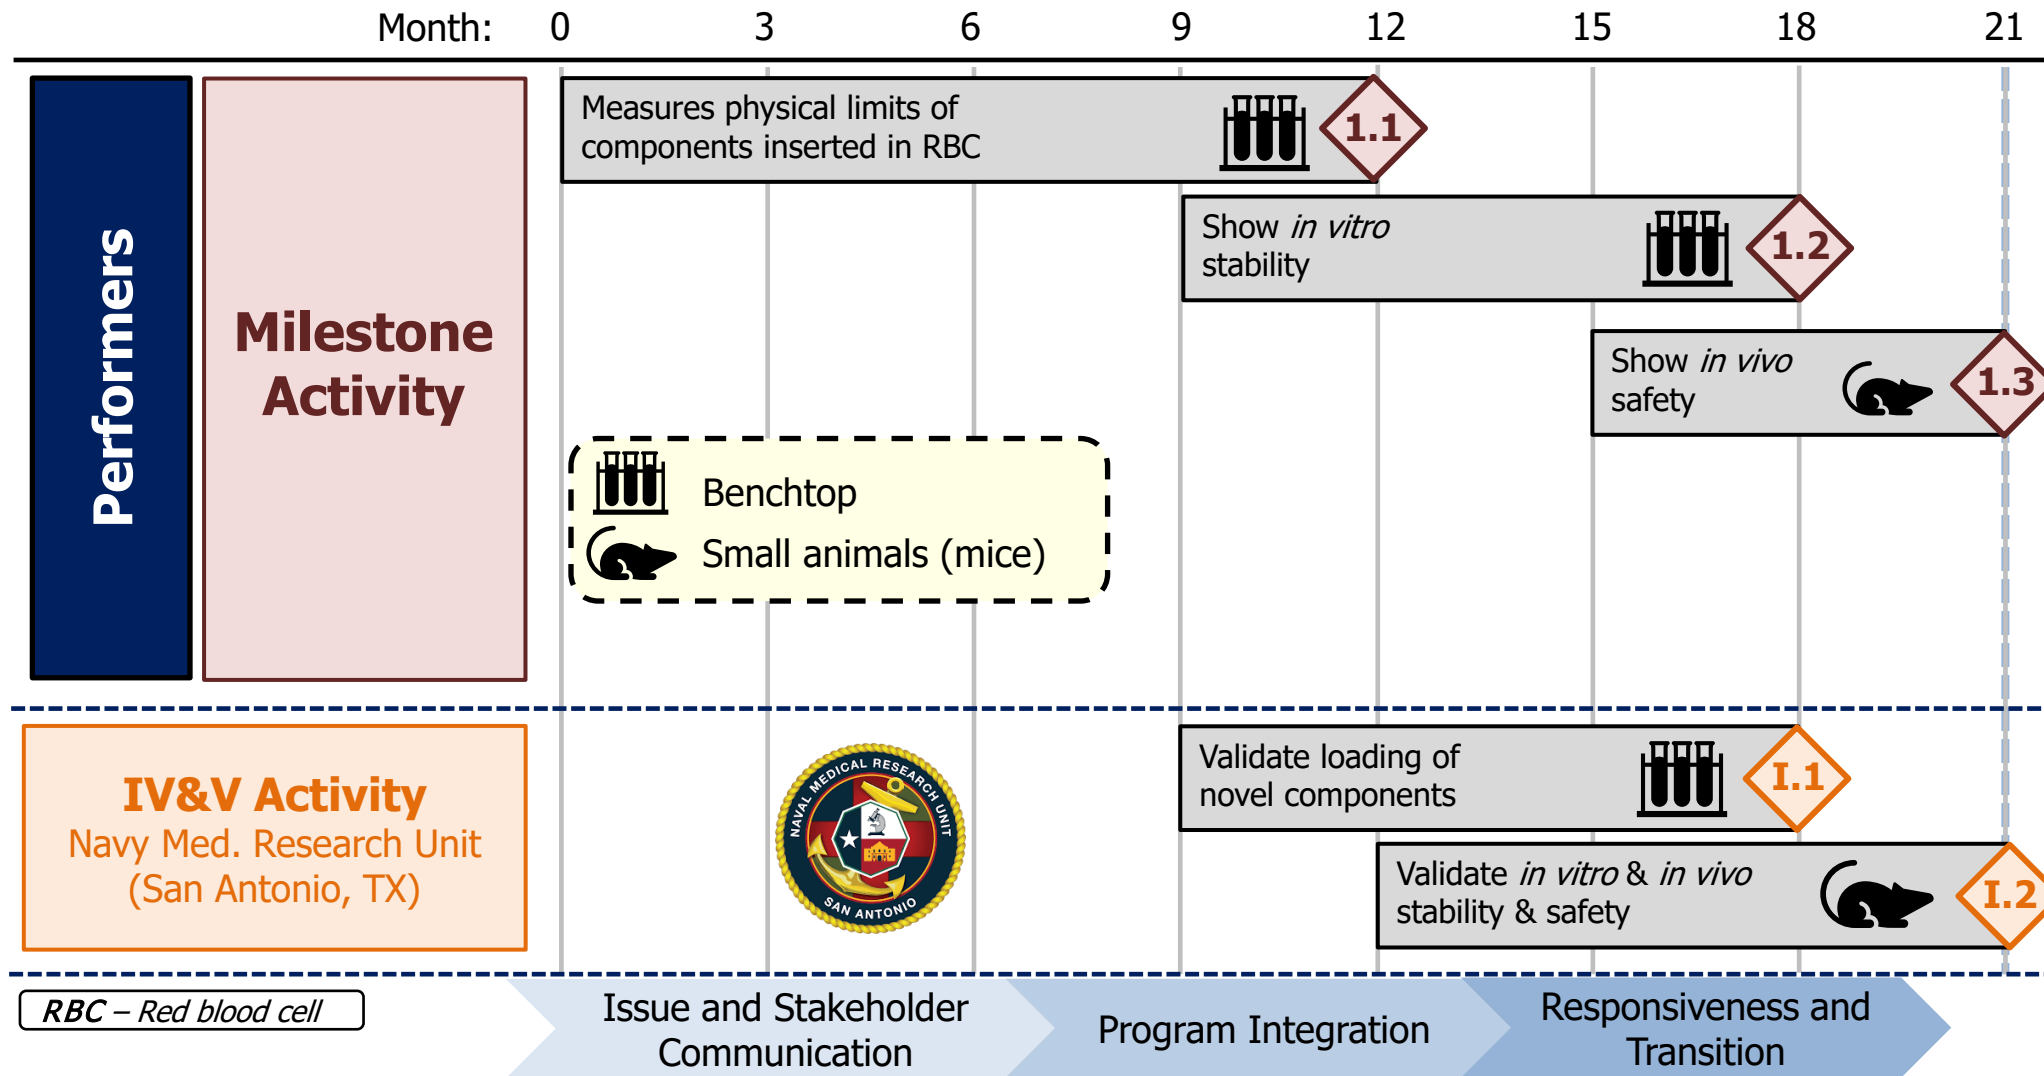 Month: 0 3 6 9 12 15 18 21
Performers
Milestone
Activity
Measures physical limits of
components inserted in RBC
1.1
Show in vitro
stability
1.2
Show in vivo
safety
1.3
Benchtop
Small animals (mice)
IV&V Activity
Navy Med. Research Unit
(San Antonio, TX)
NAVAL MEDICAL RESEARCH UNIT
SAN ANTONIO
Validate loading of
novel components
I.1
Validate in vitro & in vivo
stability & safety
I.2
RBC – Red blood cell
Issue and Stakeholder
Communication
Program Integration
Responsiveness and
Transition